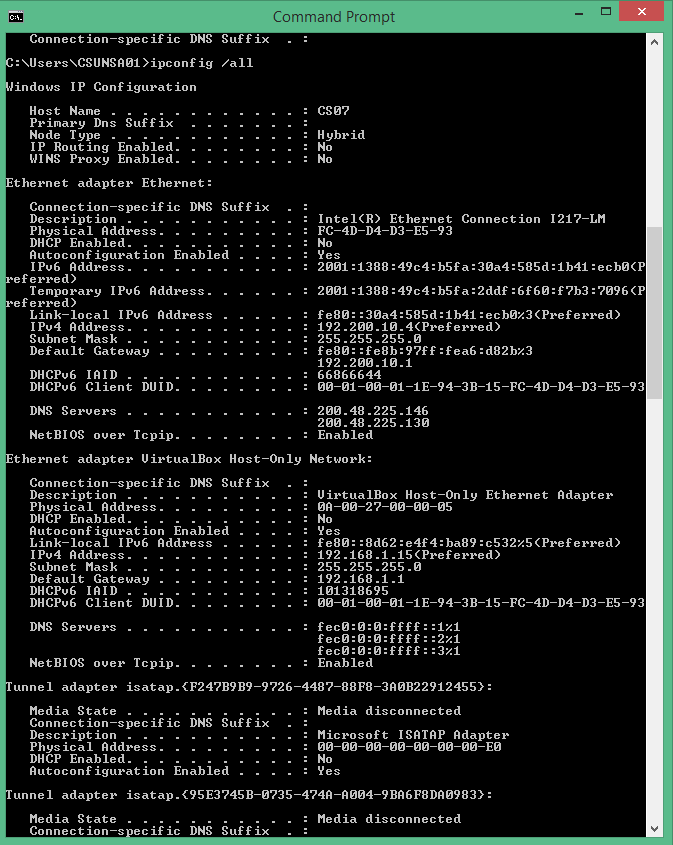 Command Prompt
Connection-specific DNS Suffix  . :
C:\Users\CSUNSA01>ipconfig /all
Windows IP Configuration
   Host Name . . . . . . . . . . . . : CS07
   Primary Dns Suffix  . . . . . . . :
   Node Type . . . . . . . . . . . . : Hybrid
   IP Routing Enabled. . . . . . . . : No
   WINS Proxy Enabled. . . . . . . . : No
Ethernet adapter Ethernet:
   Connection-specific DNS Suffix  . :
   Description . . . . . . . . . . . : Intel(R) Ethernet Connection I217-LM
   Physical Address. . . . . . . . . : FC-4D-D4-D3-E5-93
   DHCP Enabled. . . . . . . . . . . : No
   Autoconfiguration Enabled . . . . : Yes
   IPv6 Address. . . . . . . . . . . : 2001:1388:49c4:b5fa:30a4:585d:1b41:ecb0(P
referred)
   Temporary IPv6 Address. . . . . . : 2001:1388:49c4:b5fa:2ddf:6f60:f7b3:7096(P
referred)
   Link-local IPv6 Address . . . . . : fe80::30a4:585d:1b41:ecb0%3(Preferred)
   IPv4 Address. . . . . . . . . . . : 192.200.10.4(Preferred)
   Subnet Mask . . . . . . . . . . . : 255.255.255.0
   Default Gateway . . . . . . . . . : fe80::fe8b:97ff:fea6:d82b%3
                                       192.200.10.1
   DHCPv6 IAID . . . . . . . . . . . : 66866644
   DHCPv6 Client DUID. . . . . . . . : 00-01-00-01-1E-94-3B-15-FC-4D-D4-D3-E5-93
   DNS Servers . . . . . . . . . . . : 200.48.225.146
                                       200.48.225.130
   NetBIOS over Tcpip. . . . . . . . : Enabled
Ethernet adapter VirtualBox Host-Only Network:
   Connection-specific DNS Suffix  . :
   Description . . . . . . . . . . . : VirtualBox Host-Only Ethernet Adapter
   Physical Address. . . . . . . . . : 0A-00-27-00-00-05
   DHCP Enabled. . . . . . . . . . . : No
   Autoconfiguration Enabled . . . . : Yes
   Link-local IPv6 Address . . . . . : fe80::8d62:e4f4:ba89:c532%5(Preferred)
   IPv4 Address. . . . . . . . . . . : 192.168.1.15(Preferred)
   Subnet Mask . . . . . . . . . . . : 255.255.255.0
   Default Gateway . . . . . . . . . : 192.168.1.1
   DHCPv6 IAID . . . . . . . . . . . : 101318695
   DHCPv6 Client DUID. . . . . . . . : 00-01-00-01-1E-94-3B-15-FC-4D-D4-D3-E5-93
   DNS Servers . . . . . . . . . . . : fec0:0:0:ffff::1%1
                                       fec0:0:0:ffff::2%1
                                       fec0:0:0:ffff::3%1
   NetBIOS over Tcpip. . . . . . . . : Enabled
Tunnel adapter isatap.{F247B9B9-9726-4487-88F8-3A0B22912455}:
   Media State . . . . . . . . . . . : Media disconnected
   Connection-specific DNS Suffix  . :
   Description . . . . . . . . . . . : Microsoft ISATAP Adapter
   Physical Address. . . . . . . . . : 00-00-00-00-00-00-00-E0
   DHCP Enabled. . . . . . . . . . . : No
   Autoconfiguration Enabled . . . . : Yes
Tunnel adapter isatap.{95E3745B-0735-474A-A004-9BA6F8DA0983}:
   Media State . . . . . . . . . . . : Media disconnected
   Connection-specific DNS Suffix  . :